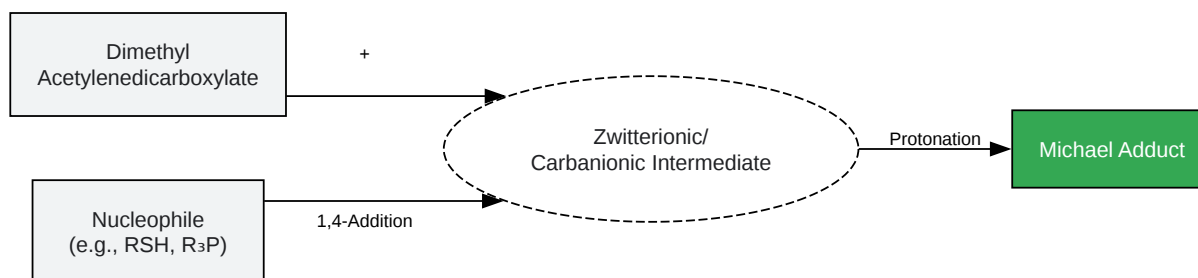 Dimethyl
Acetylenedicarboxylate
+
Zwitterionic/
Carbanionic Intermediate
Protonation
Michael Adduct
Nucleophile
(e.g., RSH, R₃P)
1,4-Addition